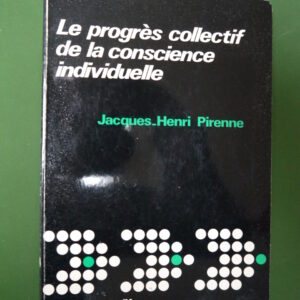 Le progrès collectif
de la conscience
individuelle
Jacques-Henri Pirenne